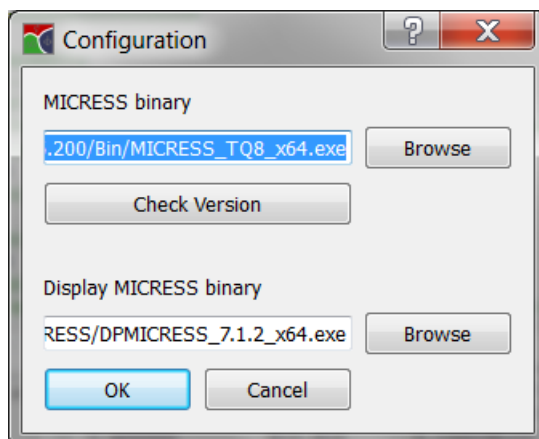 Configuration
?
X
MICRESS binary
.200/Bin/MICRESS_TQ8_x64.exe
Browse
Check Version
Display MICRESS binary
RESS/DPMICRESS_7.1.2_x64.exe
Browse
OK
Cancel